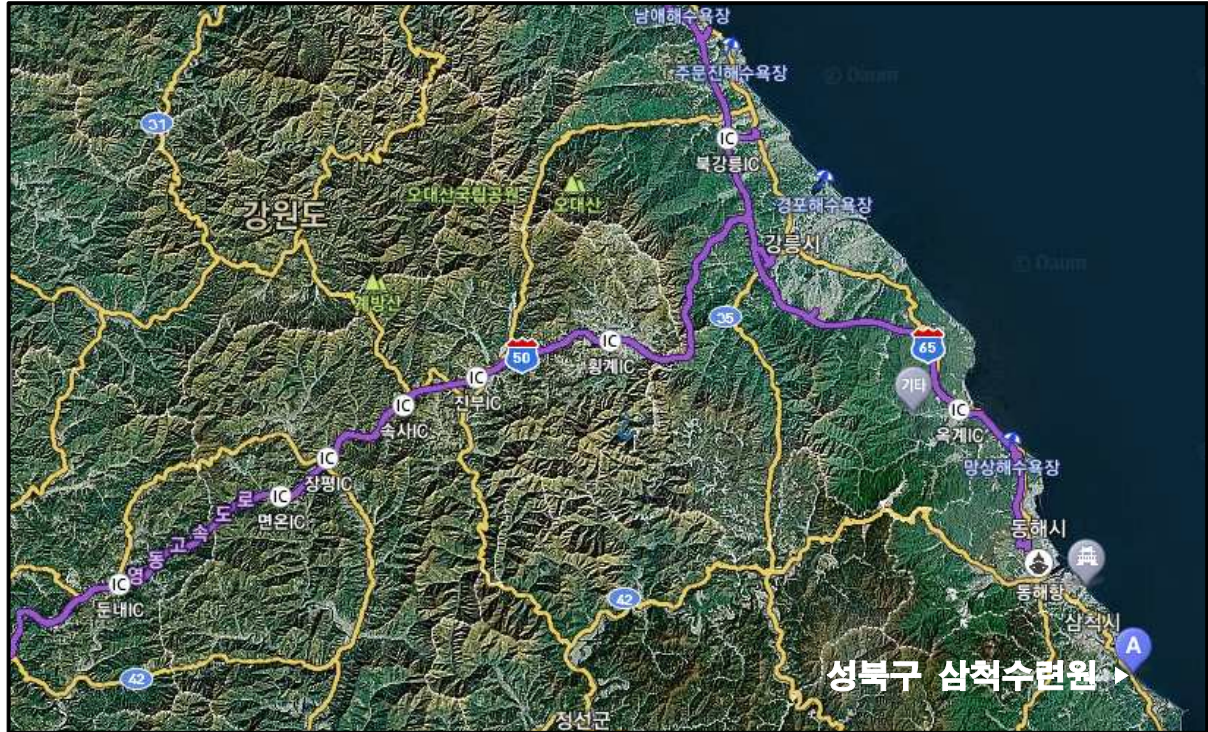 남애해수욕장
주문진해수욕장
© Daum
31
IC
북강릉IC
오대산국립공원
오대산
경포해수욕장
강원도
강릉시
© Daum
계방산
35
50
횡계IC
IC
65
기타
IC
진부IC
IC
속사IC
IC
옥계IC
IC
장평IC
망상해수욕장
IC
면온IC
영동고속도로
동해시
IC
둔내IC
동해항
42
삼척시
A
42
성북구 삼척수련원
정선군